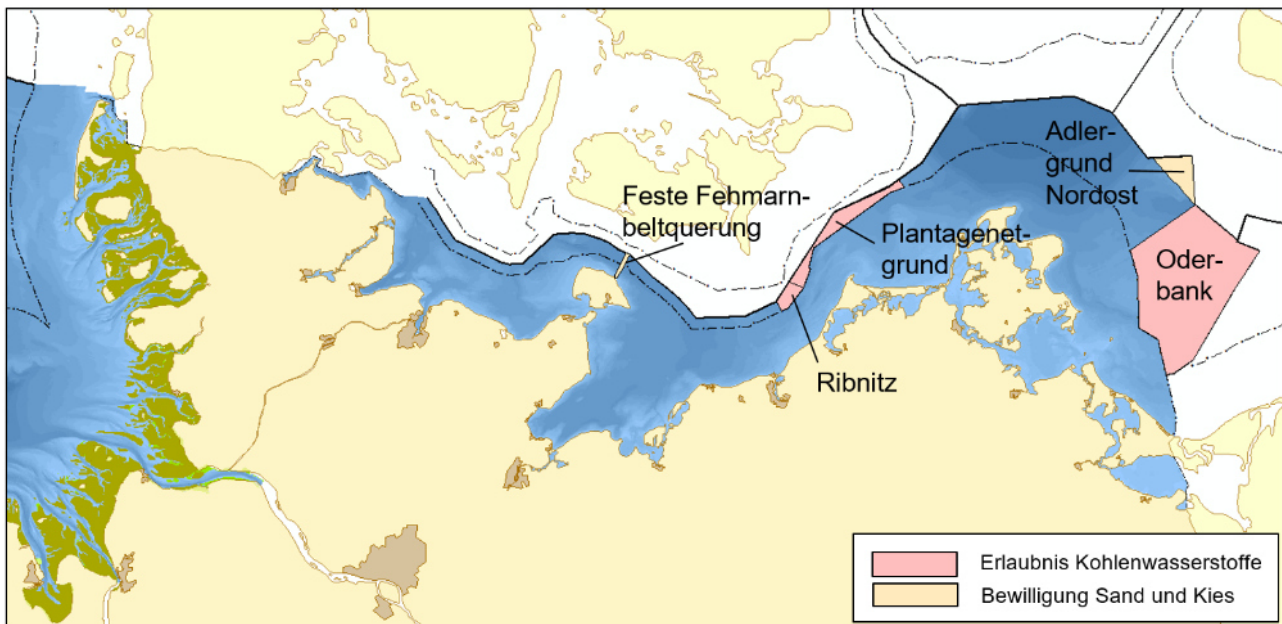 Adler-
grund
Nordost
Feste Fehmarn-
beltquerung
Plantagenet-
grund
Oder-
bank
Ribnitz
Erlaubnis Kohlenwasserstoffe
Bewilligung Sand und Kies